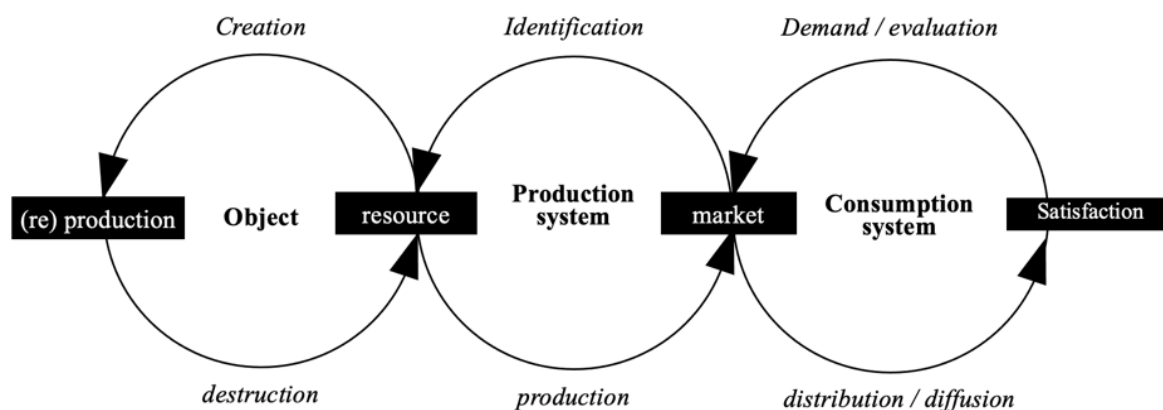 Creation
Identification
Demand / evaluation
(re) production
Object
resource
Production
system
market
Consumption
system
Satisfaction
destruction
production
distribution / diffusion